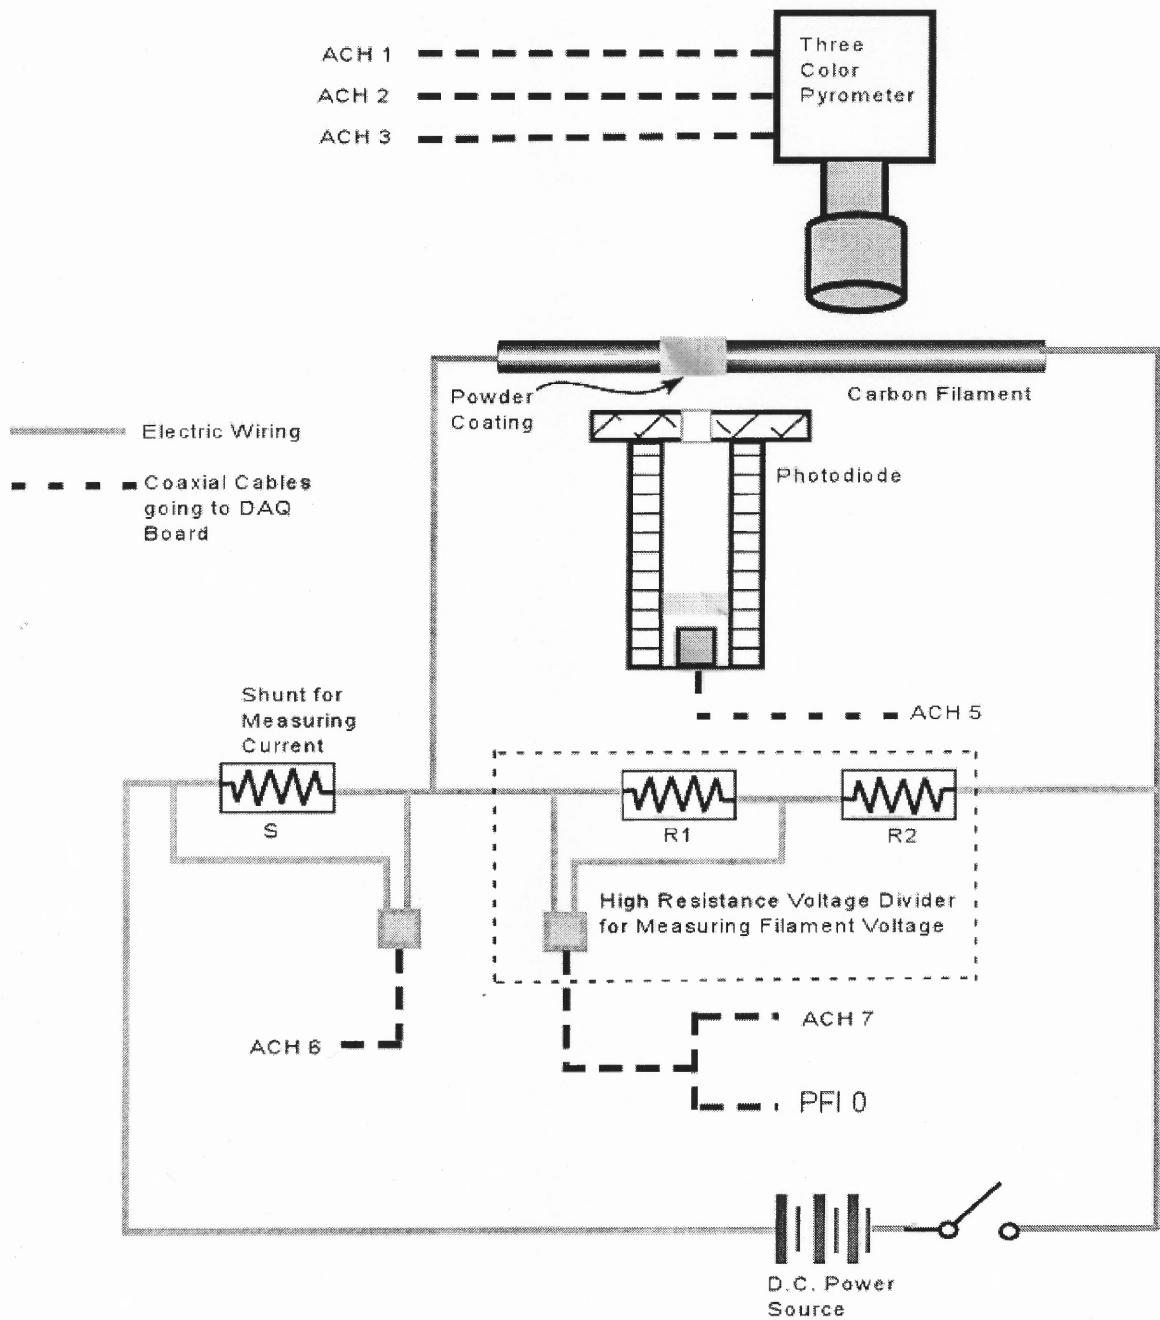 Three
Color
Pyrometer
ACH 1
ACH 2
ACH 3
Powder
Coating
Carbon Filament
Electric Wiring
Coaxial Cables
going to DAQ
Board
Photodiode
Shunt for
Measuring
Current
ACH 5
S
R1
R2
High Resistance Voltage Divider
for Measuring Filament Voltage
ACH 6
ACH 7
PFI 0
D.C. Power
Source